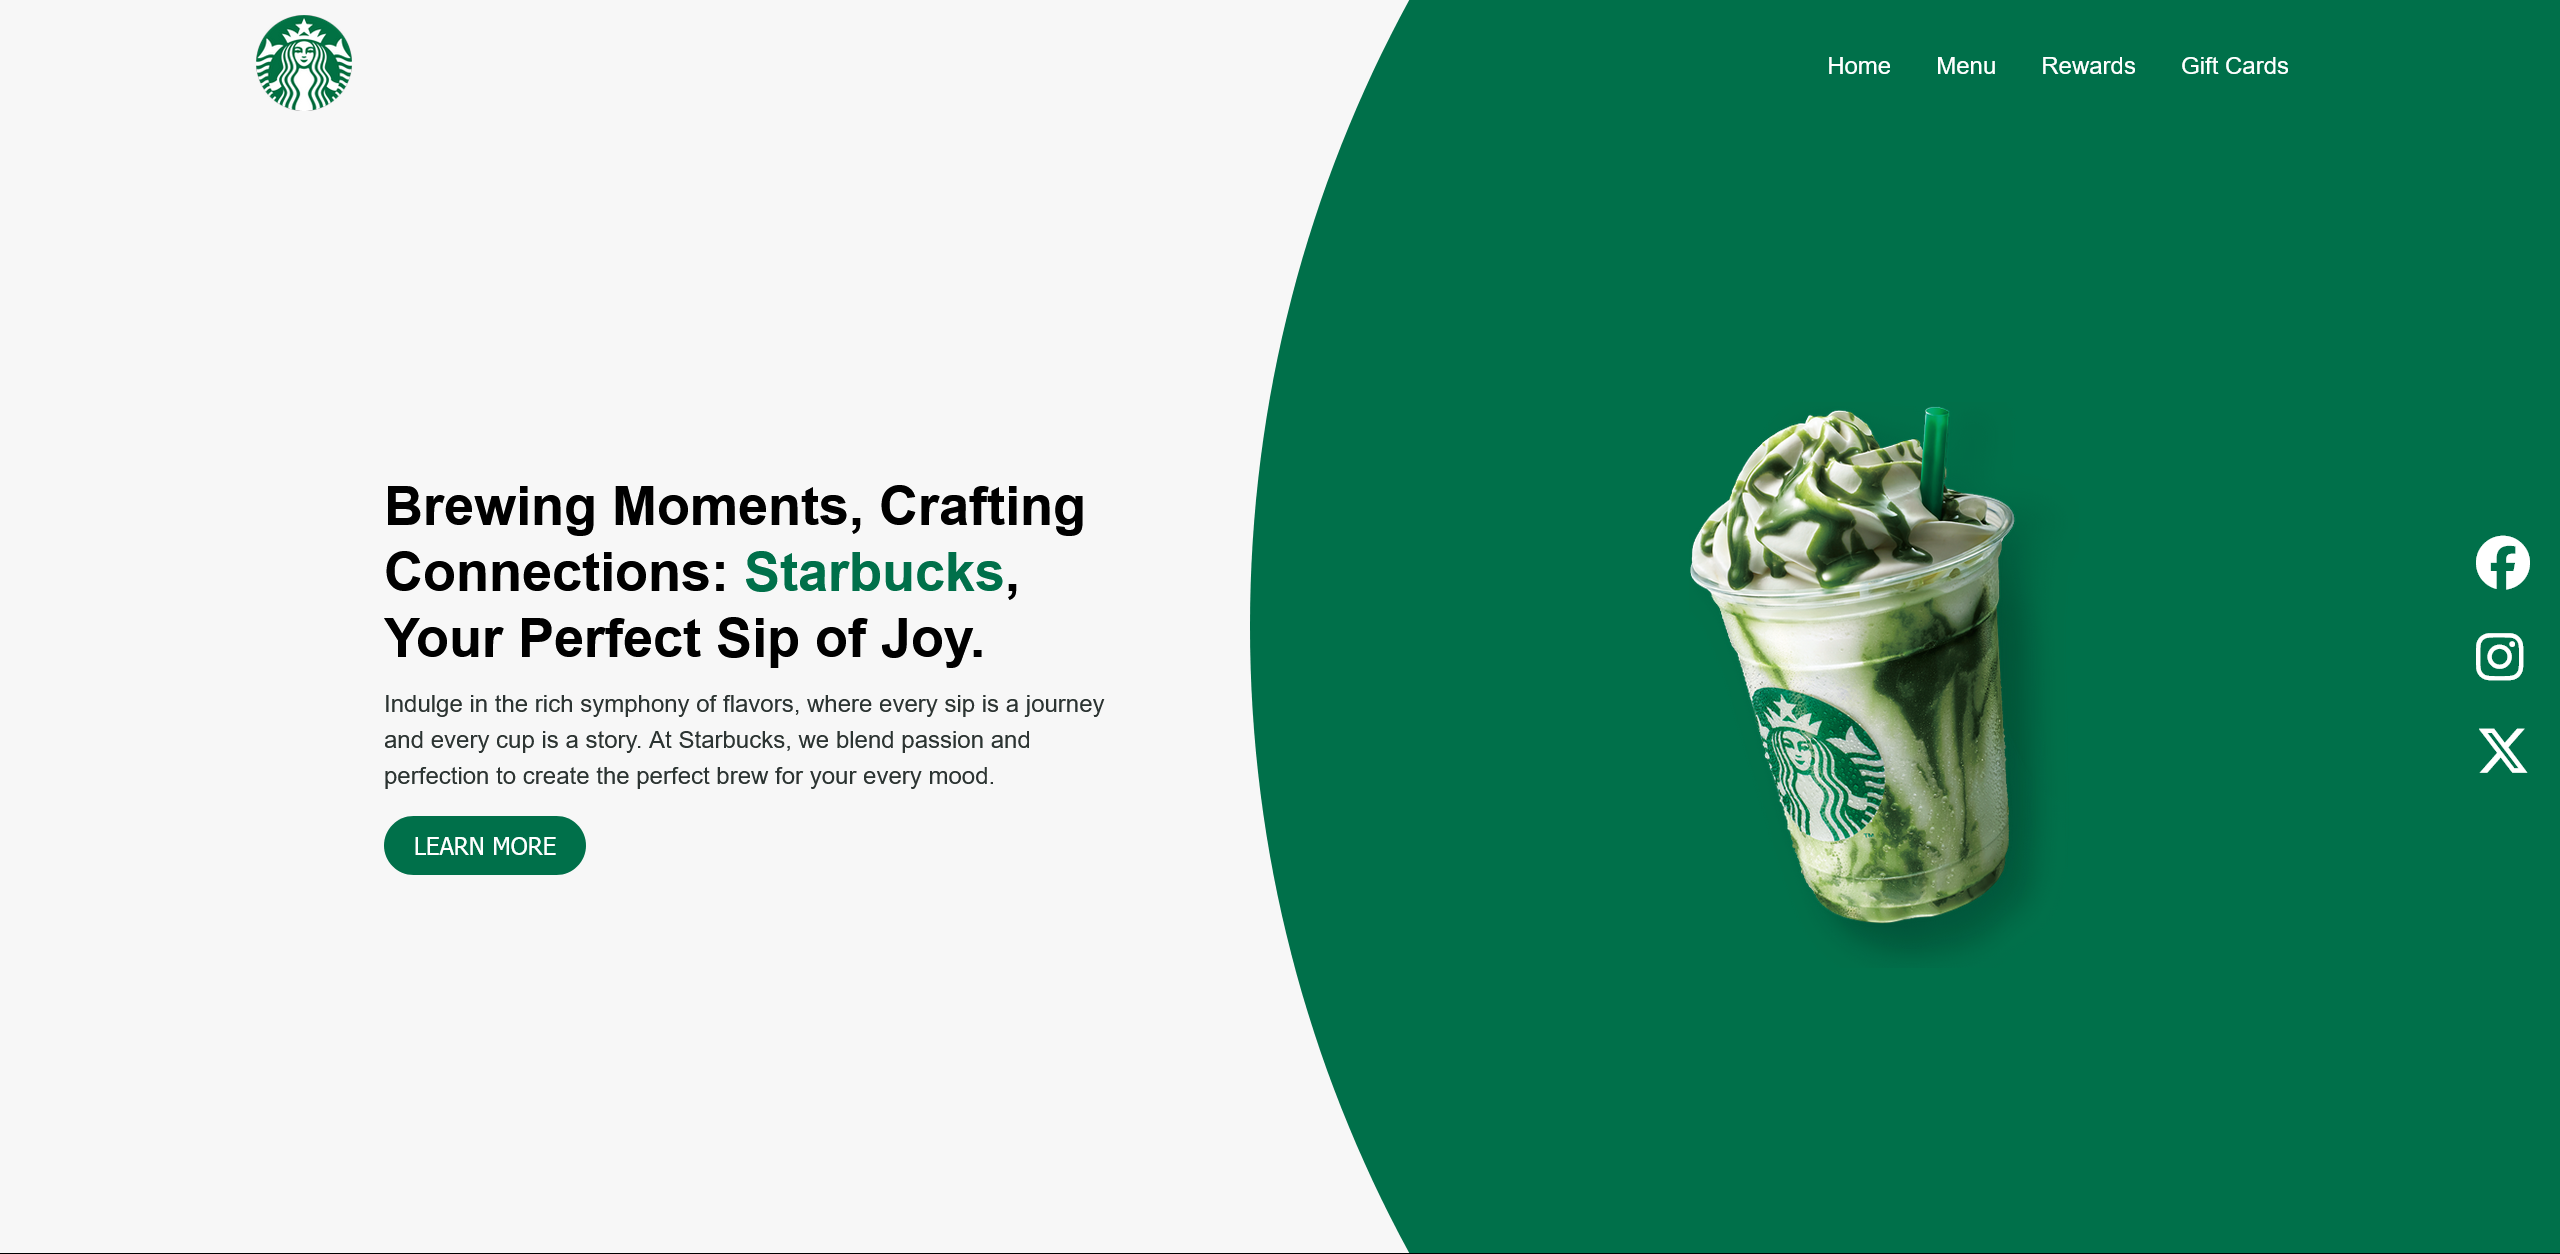 Home Menu Rewards Gift Cards
Brewing Moments, Crafting
Connections: Starbucks,
Your Perfect Sip of Joy.
Indulge in the rich symphony of flavors, where every sip is a journey
and every cup is a story. At Starbucks, we blend passion and
perfection to create the perfect brew for your every mood.
LEARN MORE
TM